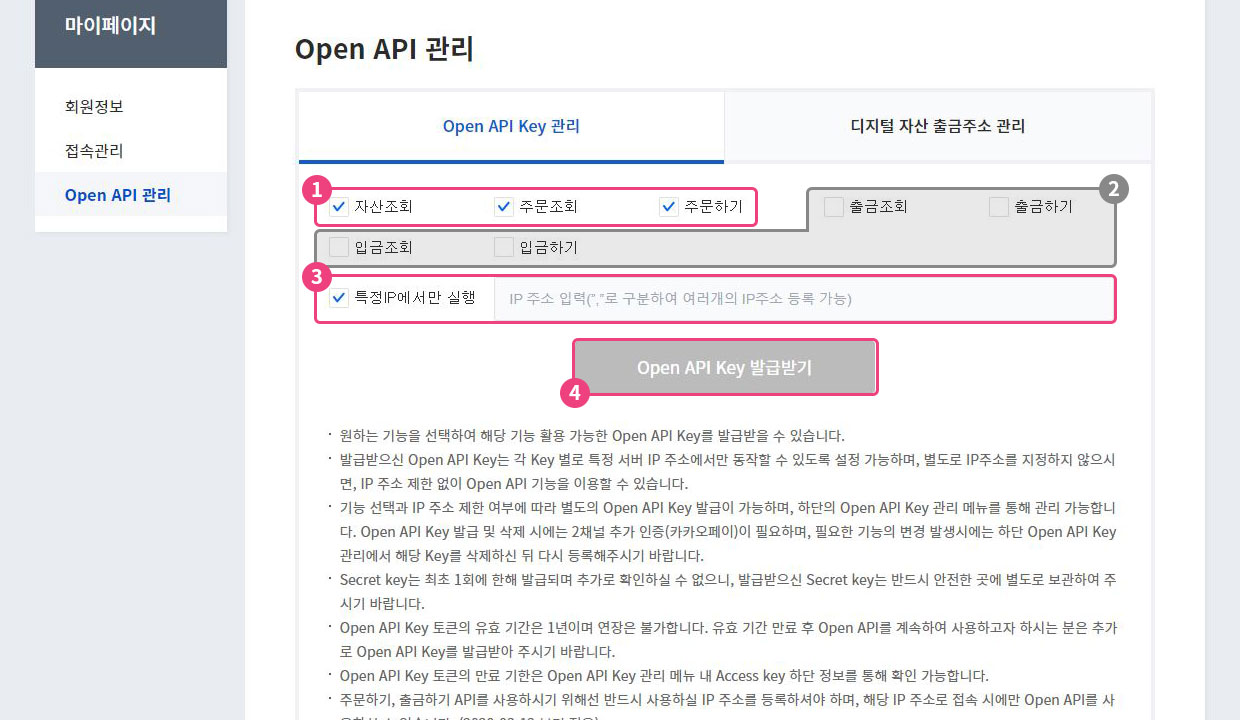 마이페이지
회원정보
접속관리
Open API 관리
Open API 관리
Open API Key 관리
디지털 자산 출금주소 관리
1
자산조회 주문조회 주문하기
2
출금조회 출금하기
입금조회 입금하기
3
특정IP에서만 실행 IP 주소 입력(”,”로 구분하여 여러개의 IP주소 등록 가능)
Open API Key 발급받기
4
· 원하는 기능을 선택하여 해당 기능 활용 가능한 Open API Key를 발급받을 수 있습니다.
· 발급받으신 Open API Key는 각 Key 별로 특정 서버 IP 주소에서만 동작할 수 있도록 설정 가능하며, 별도로 IP주소를 지정하지 않으시
면, IP 주소 제한 없이 Open API 기능을 이용할 수 있습니다.
· 기능 선택과 IP 주소 제한 여부에 따라 별도의 Open API Key 발급이 가능하며, 하단의 Open API Key 관리 메뉴를 통해 관리 가능합니
다. Open API Key 발급 및 삭제 시에는 2채널 추가 인증(카카오페이)이 필요하며, 필요한 기능의 변경 발생시에는 하단 Open API Key
관리에서 해당 Key를 삭제하신 뒤 다시 등록해주시기 바랍니다.
· Secret key는 최초 1회에 한해 발급되며 추가로 확인하실 수 없으니, 발급받으신 Secret key는 반드시 안전한 곳에 별도로 보관하여 주
시기 바랍니다.
· Open API Key 토큰의 유효 기간은 1년이며 연장은 불가합니다. 유효 기간 만료 후 Open API를 계속하여 사용하고자 하시는 분은 추가
로 Open API Key를 발급받아 주시기 바랍니다.
· Open API Key 토큰의 만료 기한은 Open API Key 관리 메뉴 내 Access key 하단 정보를 통해 확인 가능합니다.
· 주문하기, 출금하기 API를 사용하시기 위해선 반드시 사용하실 IP 주소를 등록하셔야 하며, 해당 IP 주소로 접속 시에만 Open API를 사